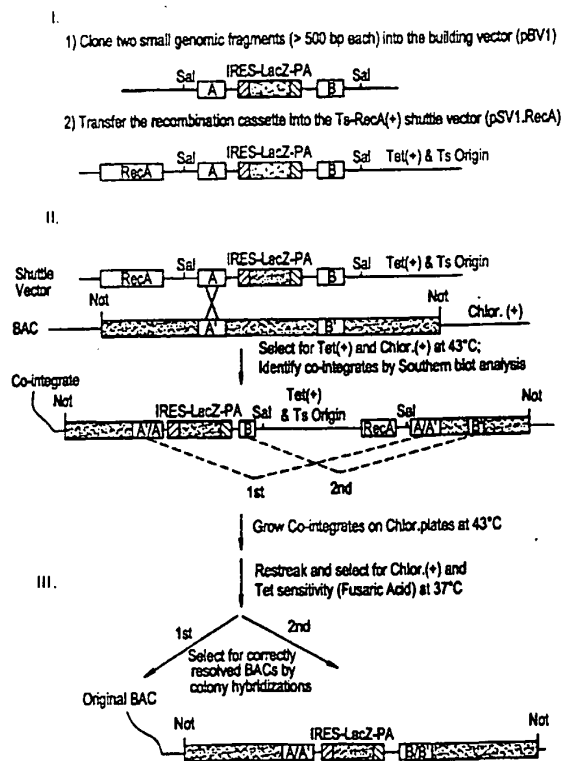 I.
1) Clone two small genomic fragments (> 500 bp each) into the building vector (pBV1)
IRES-LacZ-PA
Sal Sal
A B
2) Transfer the recombination cassette into the Ts-RecA(+) shuttle vector (pSV1.RecA)
IRES-LacZ-PA
Sal Sal Tet(+) & Ts Origin
RecA A B
II.
IRES-LacZ-PA
Shuttle Vector Sal Sal Tet(+) & Ts Origin
RecA A B
Not Not
Chlor. (+)
BAC A' B'
Select for Tet(+) and Chlor.(+) at 43°C;
Identify co-integrates by Southern blot analysis
Co-integrate
Not Tet(+) Not
IRES-LacZ-PA Sal & Ts Origin Sal
A'/A B RecA A/A' B'
1st 2nd
Grow Co-integrates on Chlor.plates at 43°C
III.
Restreak and select for Chlor.(+) and
Tet sensitivity (Fusaric Acid) at 37°C
1st 2nd
Select for correctly
resolved BACs by
colony hybridizations
Original BAC
Not Not
IRES-LacZ-PA
A/A' B/B'